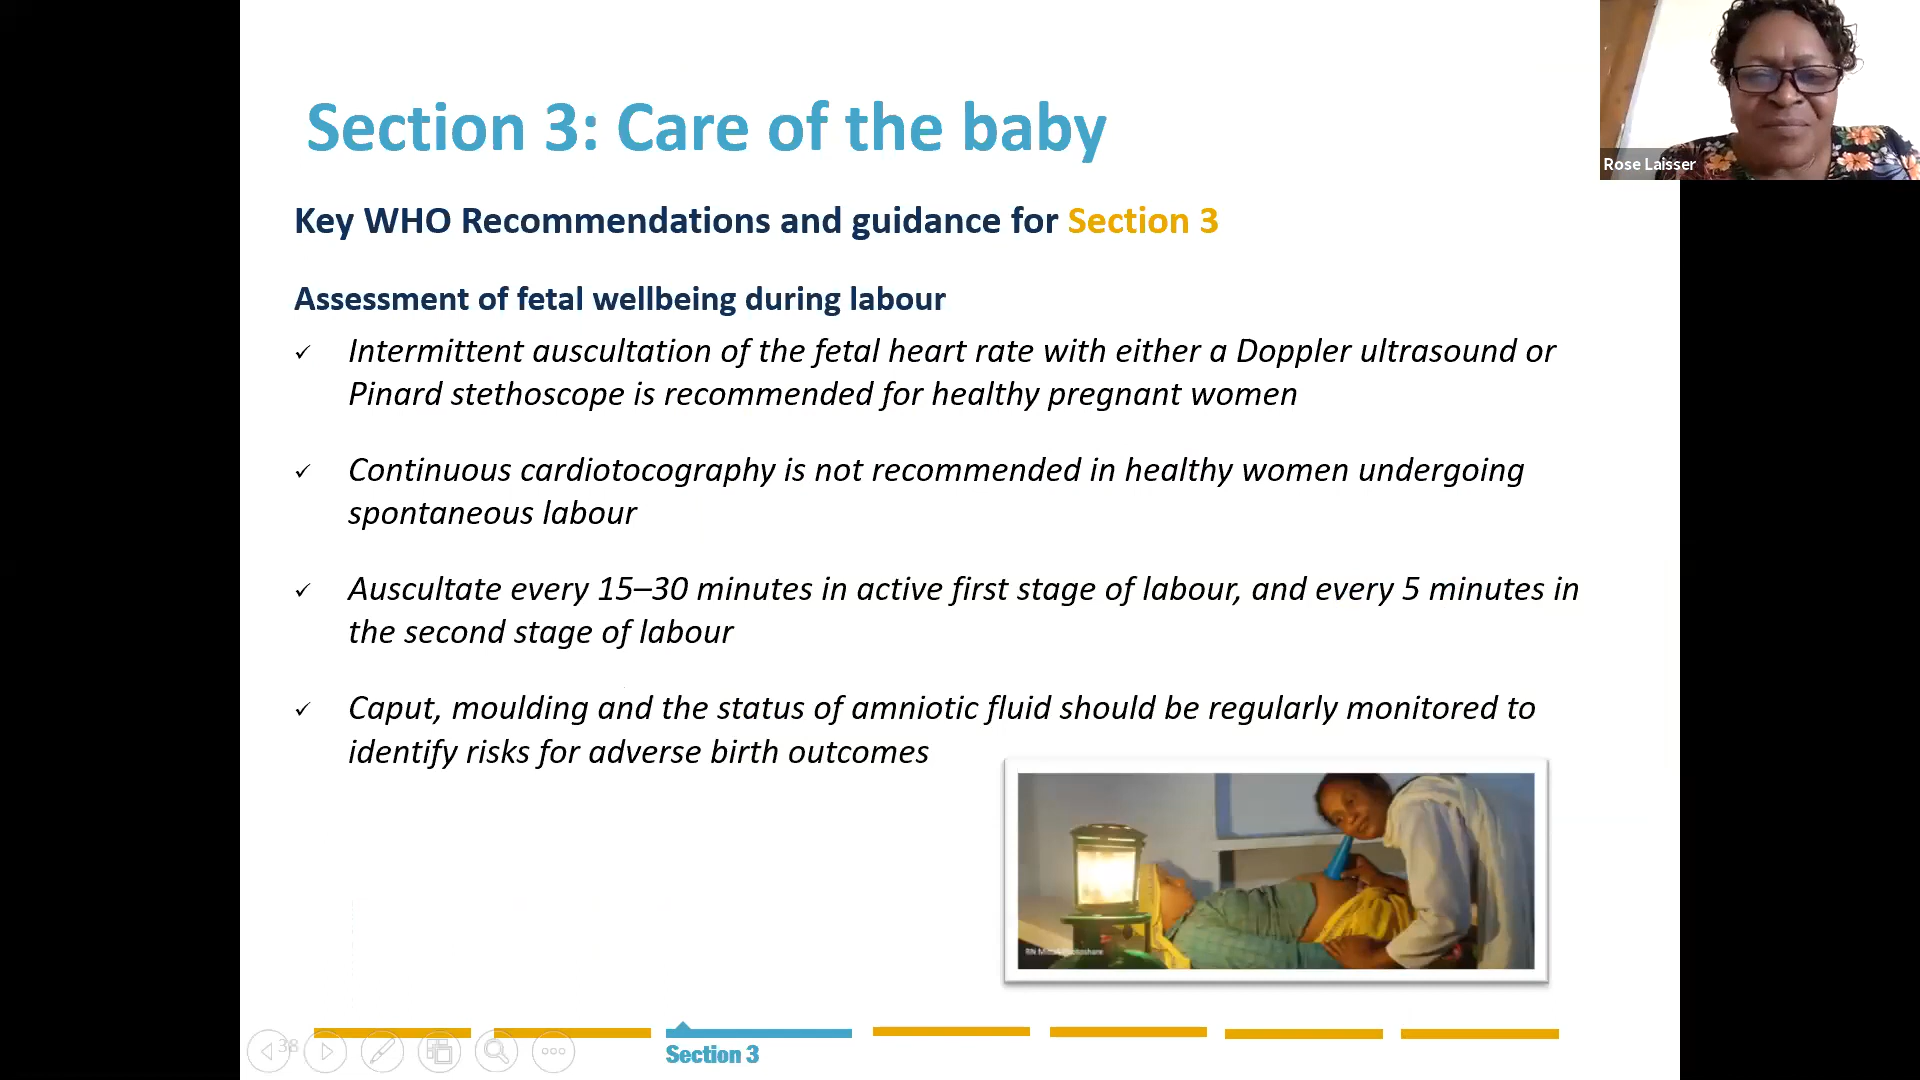 Section 3: Care of the baby
Rose Laisser
Key WHO Recommendations and guidance for Section 3
Assessment of fetal wellbeing during labour
✓ Intermittent auscultation of the fetal heart rate with either a Doppler ultrasound or
Pinard stethoscope is recommended for healthy pregnant women
✓ Continuous cardiotocography is not recommended in healthy women undergoing
spontaneous labour
✓ Auscultate every 15–30 minutes in active first stage of labour, and every 5 minutes in
the second stage of labour
✓ Caput, moulding and the status of amniotic fluid should be regularly monitored to
identify risks for adverse birth outcomes
38
Section 3